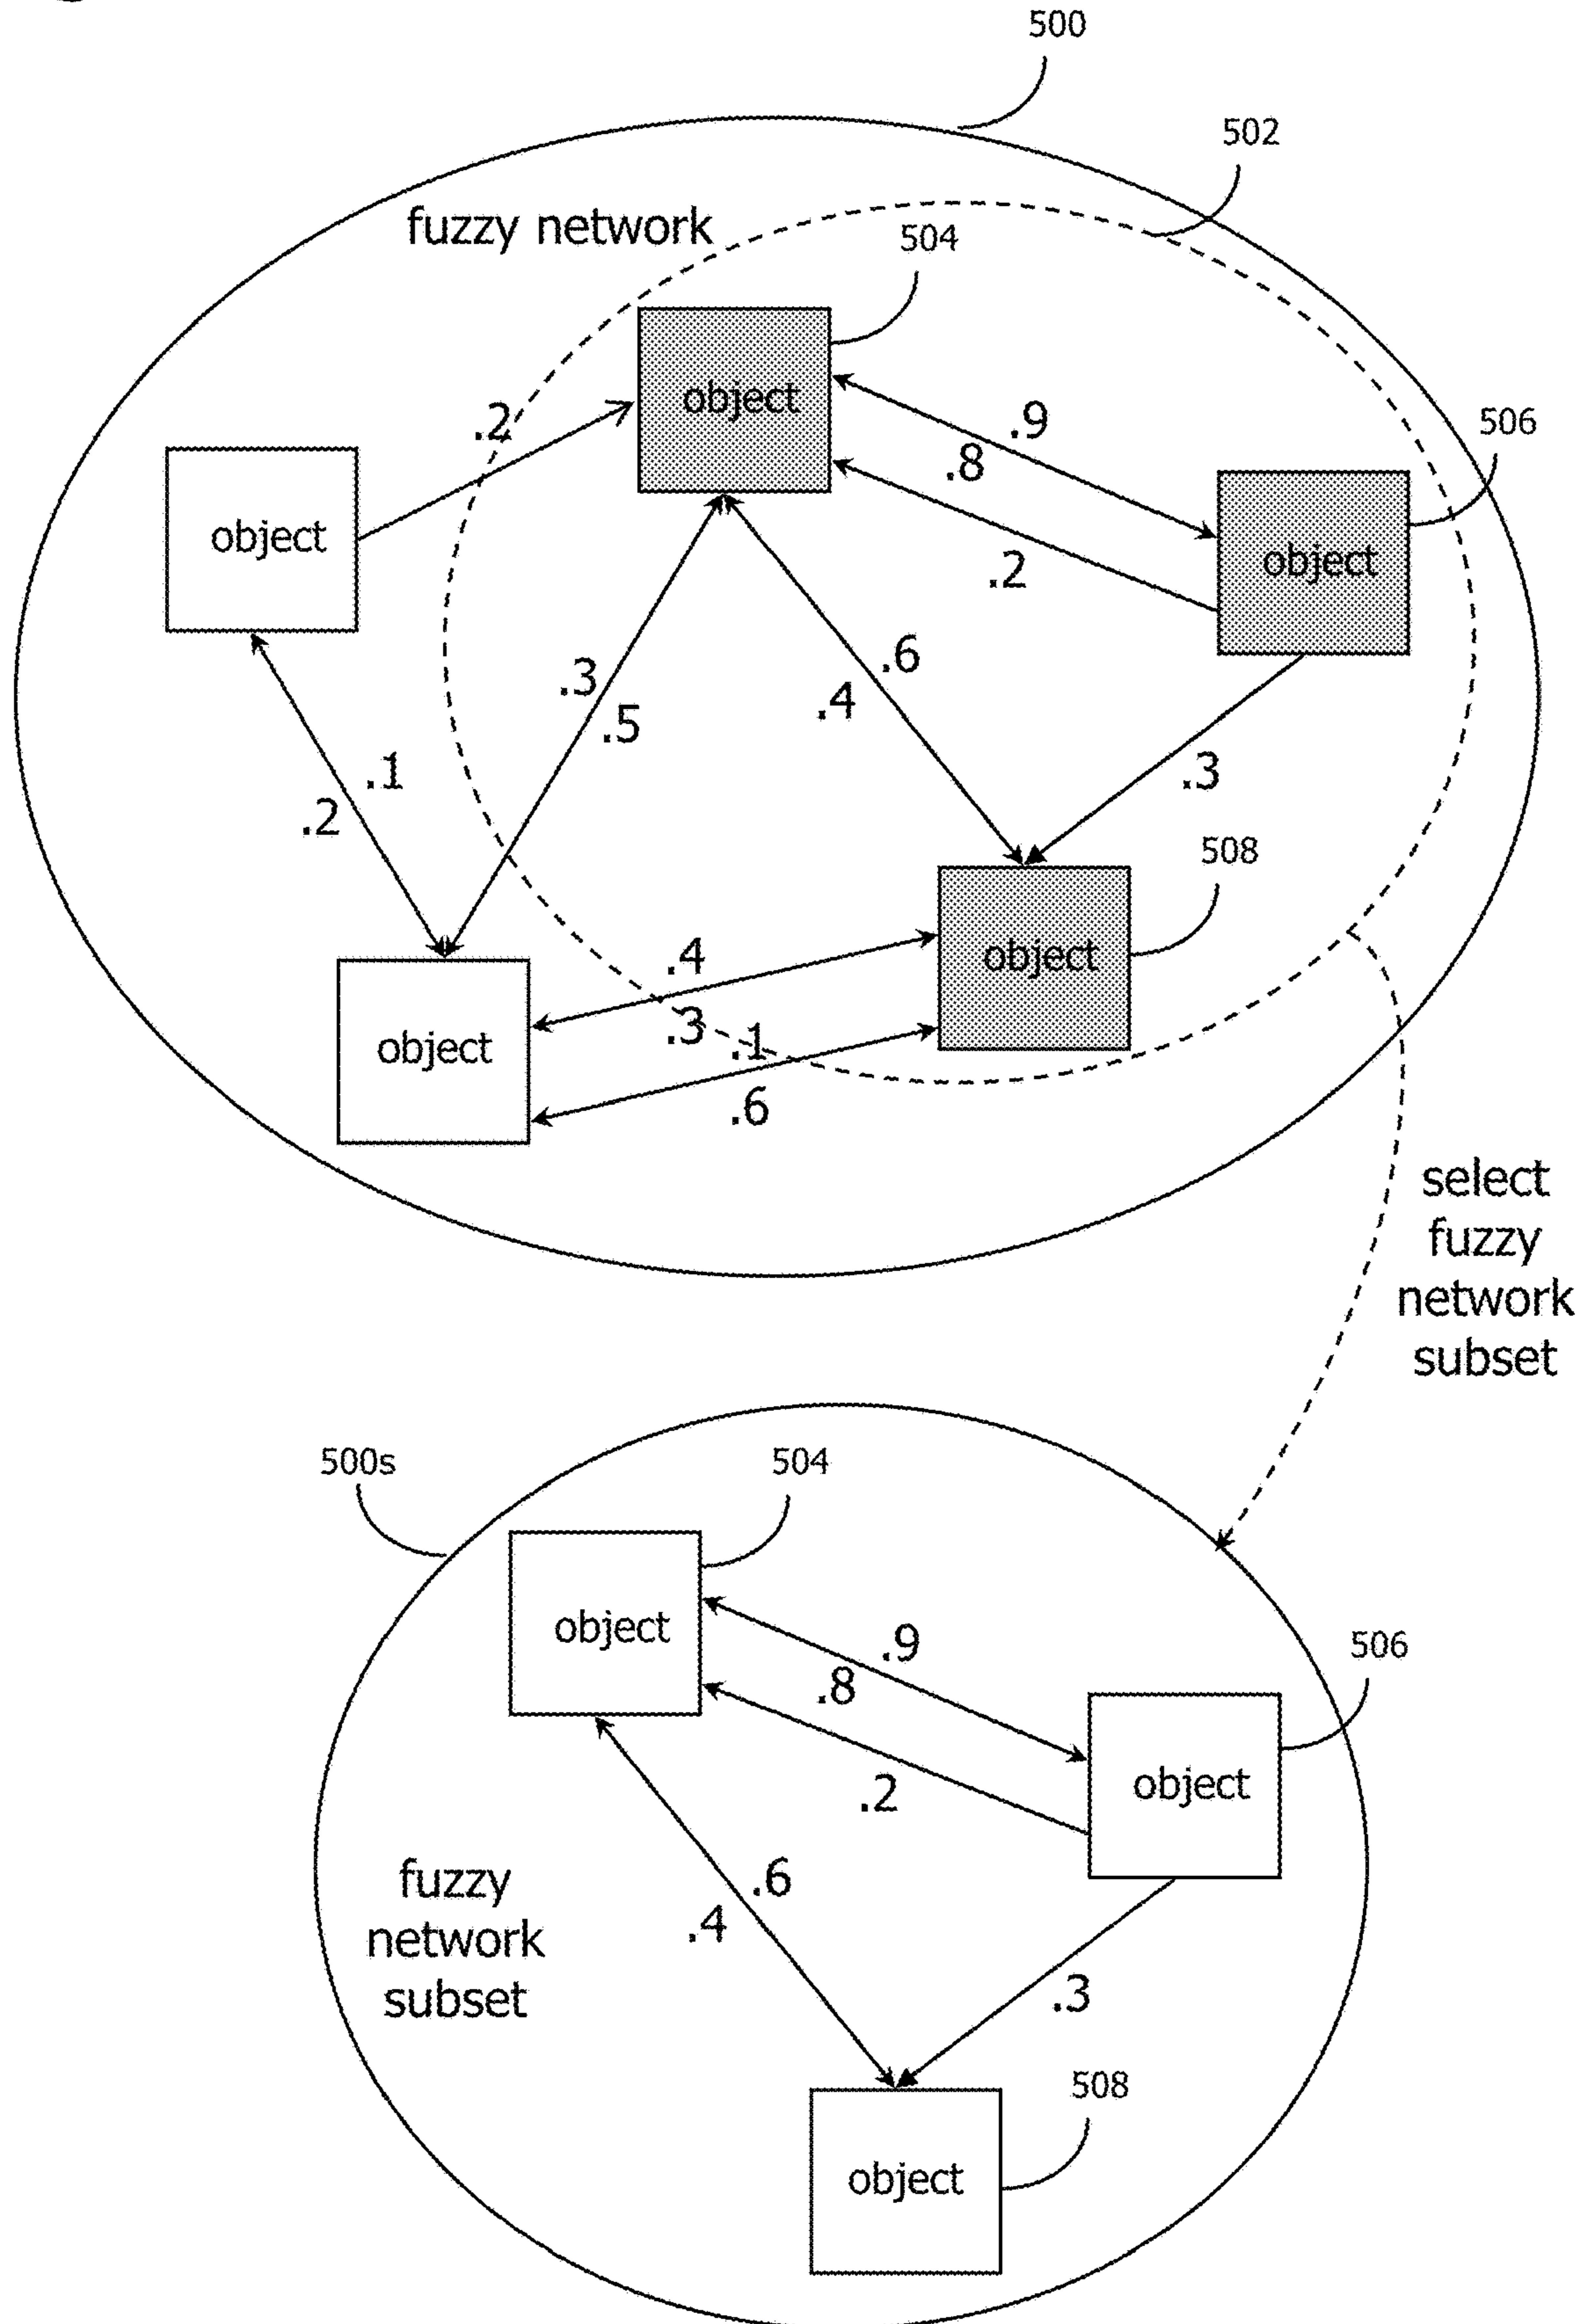 500
502
fuzzy network
504
object
.2
.9
506
.8
object
object
.2
.6
.3
.4
.5
.1
.3
.2
508
.4
object
.3
.1
object
.6
select
fuzzy
network
subset
500s
504
object
.9
506
.8
object
.2
.6
fuzzy
.4
network
.3
subset
508
object